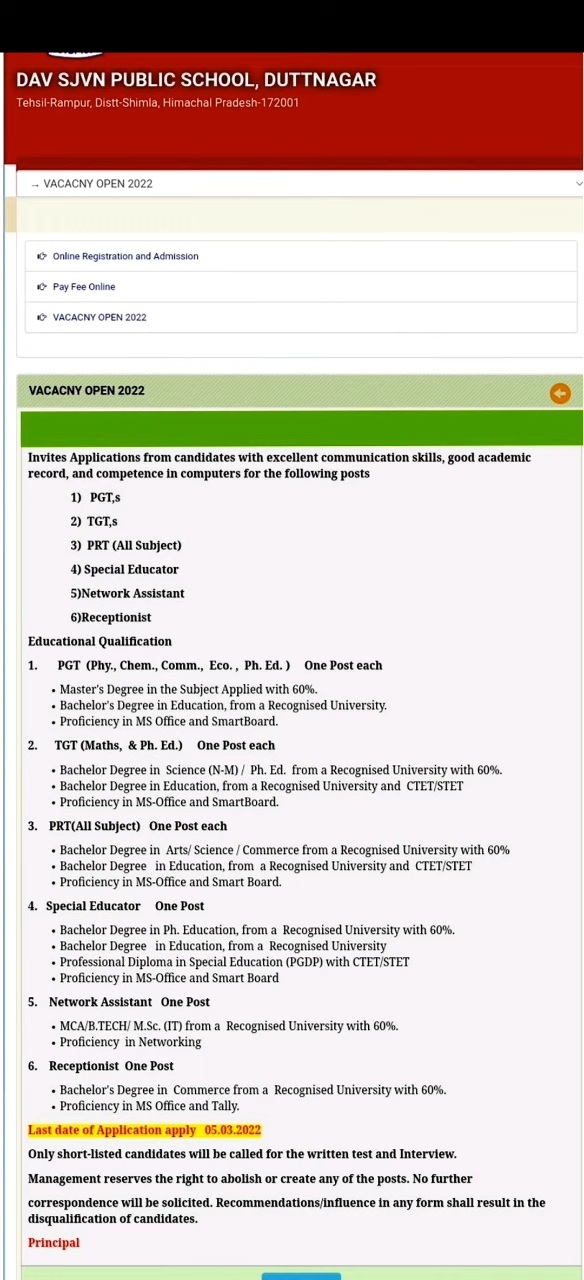 DAV SJVN PUBLIC SCHOOL, DUTTNAGAR
Tehsil-Rampur, Distt-Shimla, Himachal Pradesh-172001
→ VACACNY OPEN 2022
Online Registration and Admission
Pay Fee Online
VACACNY OPEN 2022
VACACNY OPEN 2022
Invites Applications from candidates with excellent communication skills, good academic
record, and competence in computers for the following posts
1) PGT,s
2) TGT,s
3) PRT (All Subject)
4) Special Educator
5)Network Assistant
6)Receptionist
Educational Qualification
1. PGT (Phy., Chem., Comm., Eco. , Ph. Ed. ) One Post each
• Master's Degree in the Subject Applied with 60%.
• Bachelor's Degree in Education, from a Recognised University.
• Proficiency in MS Office and SmartBoard.
2. TGT (Maths, & Ph. Ed.) One Post each
• Bachelor Degree in Science (N-M) / Ph. Ed. from a Recognised University with 60%.
• Bachelor Degree in Education, from a Recognised University and CTET/STET
• Proficiency in MS-Office and SmartBoard.
3. PRT(All Subject) One Post each
• Bachelor Degree in Arts/ Science / Commerce from a Recognised University with 60%
• Bachelor Degree in Education, from a Recognised University and CTET/STET
• Proficiency in MS-Office and Smart Board.
4. Special Educator One Post
• Bachelor Degree in Ph. Education, from a Recognised University with 60%.
• Bachelor Degree in Education, from a Recognised University
• Professional Diploma in Special Education (PGDP) with CTET/STET
• Proficiency in MS-Office and Smart Board
5. Network Assistant One Post
• MCA/B.TECH/ M.Sc. (IT) from a Recognised University with 60%.
• Proficiency in Networking
6. Receptionist One Post
• Bachelor's Degree in Commerce from a Recognised University with 60%.
• Proficiency in MS Office and Tally.
Last date of Application apply 05.03.2022
Only short-listed candidates will be called for the written test and Interview.
Management reserves the right to abolish or create any of the posts. No further
correspondence will be solicited. Recommendations/influence in any form shall result in the
disqualification of candidates.
Principal